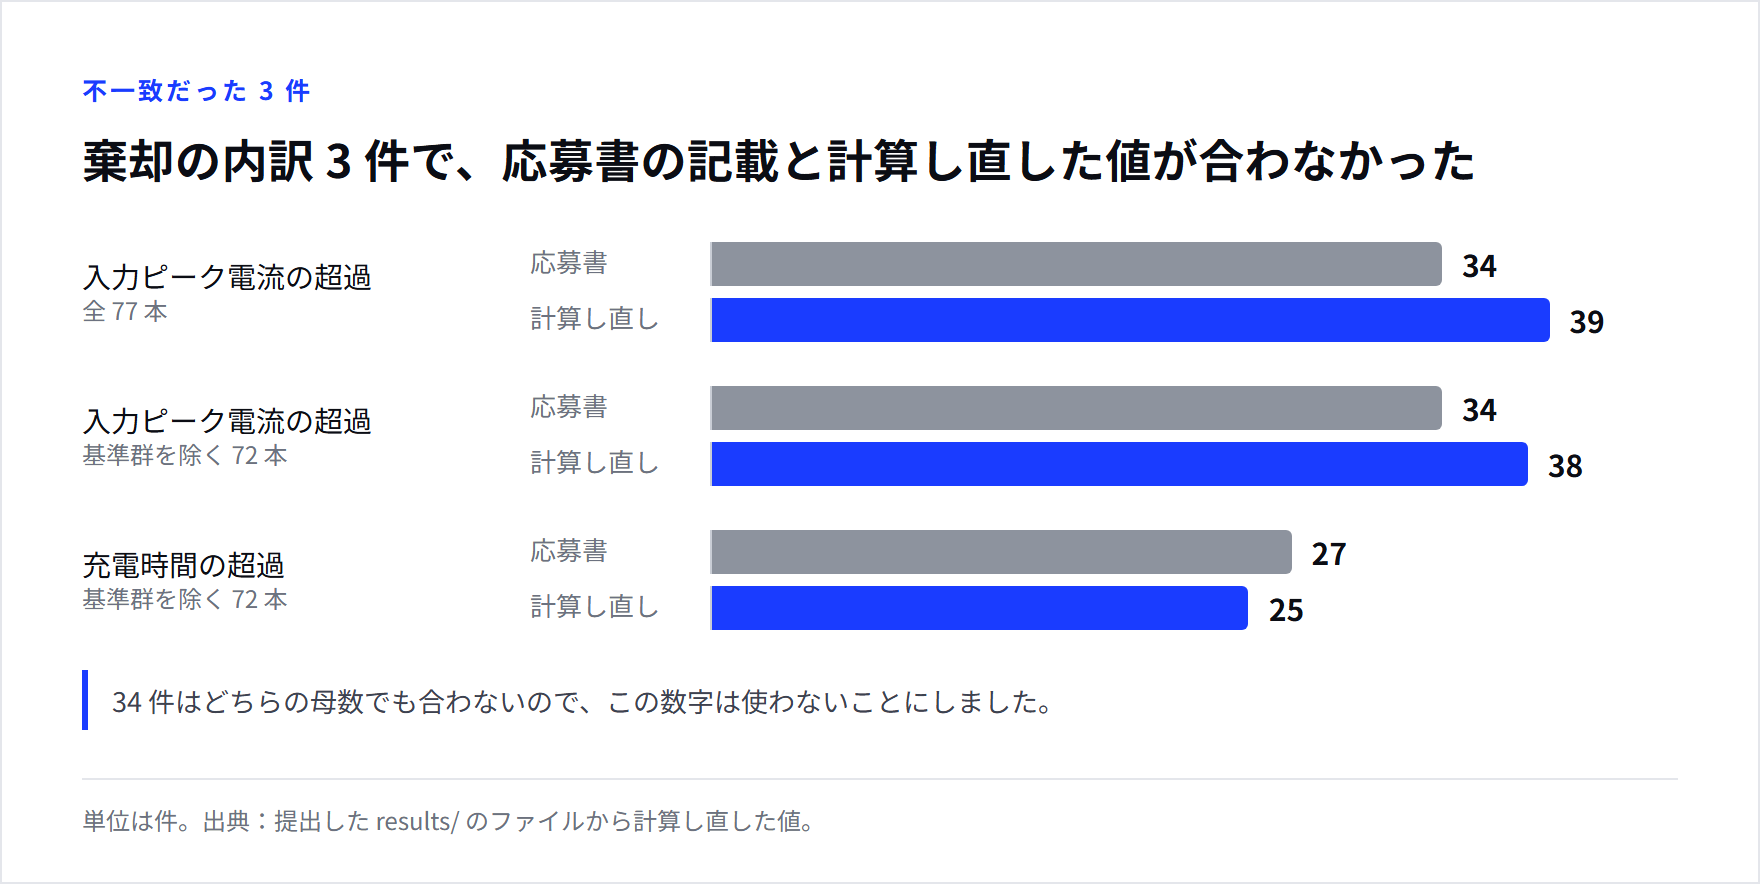 不一致だった 3 件
棄却の内訳 3 件で、応募書の記載と計算し直した値が合わなかった
入力ピーク電流の超過
全 77 本
応募書
34
計算し直し
39
入力ピーク電流の超過
基準群を除く 72 本
応募書
34
計算し直し
38
充電時間の超過
基準群を除く 72 本
応募書
27
計算し直し
25
34 件はどちらの母数でも合わないので、この数字は使わないことにしました。
単位は件。出典：提出した results/ のファイルから計算し直した値。